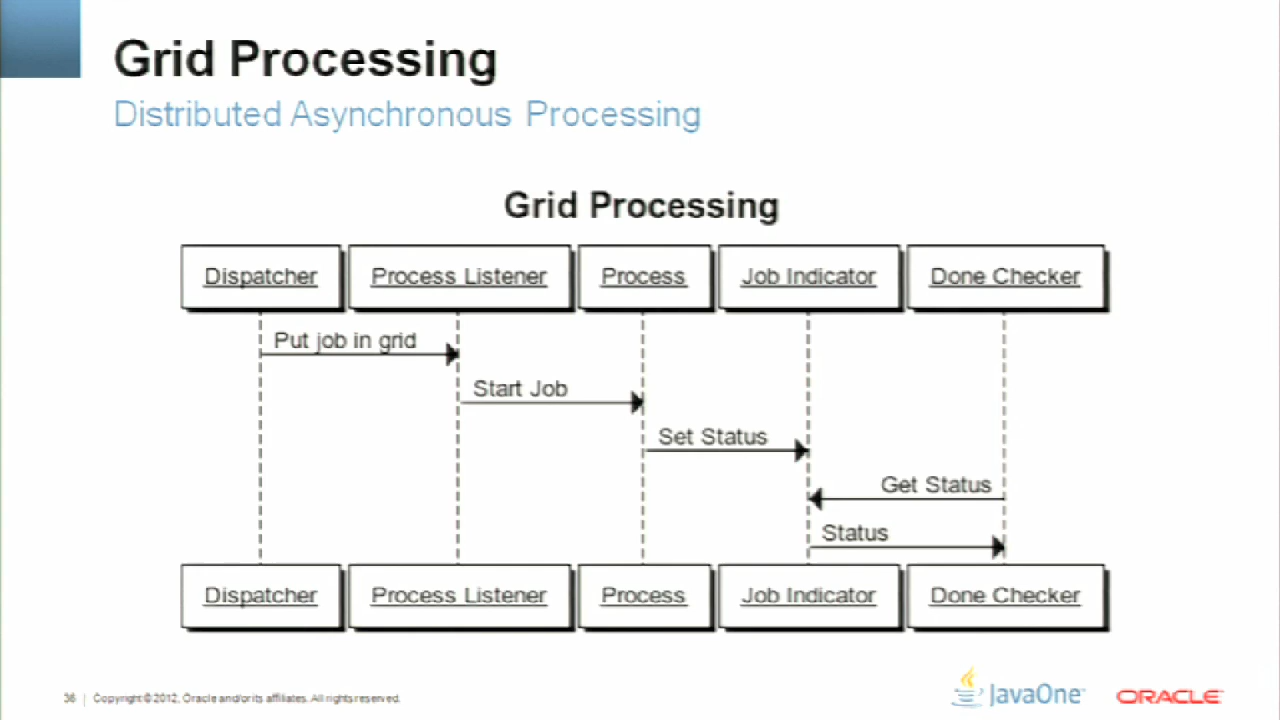 Grid Processing
Distributed Asynchronous Processing
Grid Processing
Dispatcher Process Listener Process Job Indicator Done Checker
Put job in grid
Start Job
Set Status
Get Status
Status
Dispatcher Process Listener Process Job Indicator Done Checker
36 | Copyright © 2012, Oracle and/or its affiliates. All rights reserved.
JavaOne ORACLE